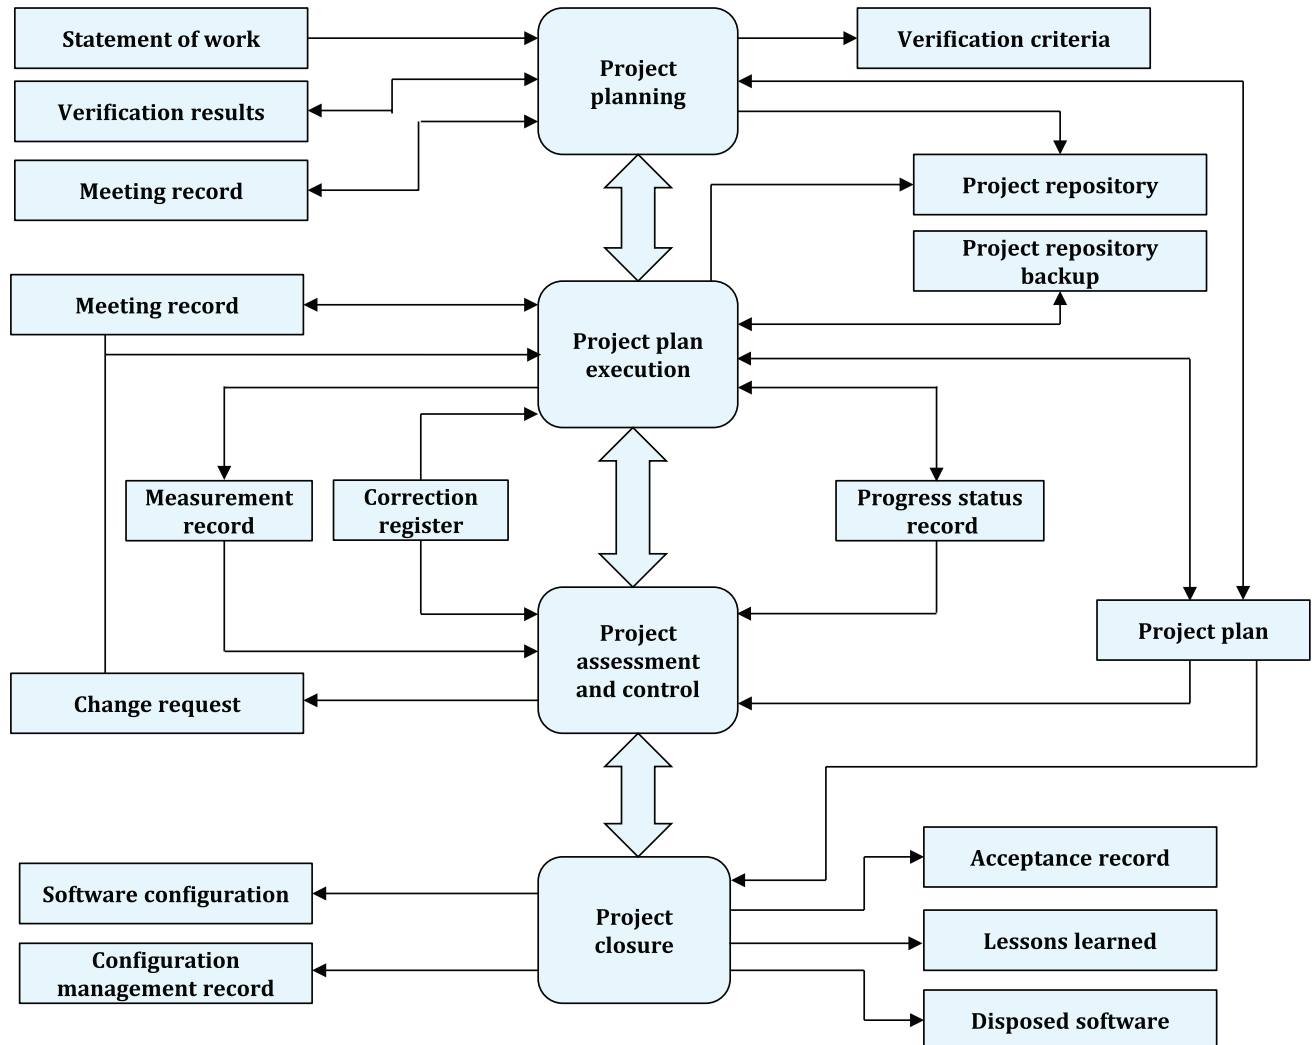 Statement of work
Project
planning
Verification criteria
Verification results
Meeting record
Project repository
Project repository
backup
Meeting record
Project plan
execution
Measurement
record
Correction
register
Progress status
record
Project
assessment
and control
Project plan
Change request
Acceptance record
Software configuration
Project
closure
Lessons learned
Configuration
management record
Disposed software